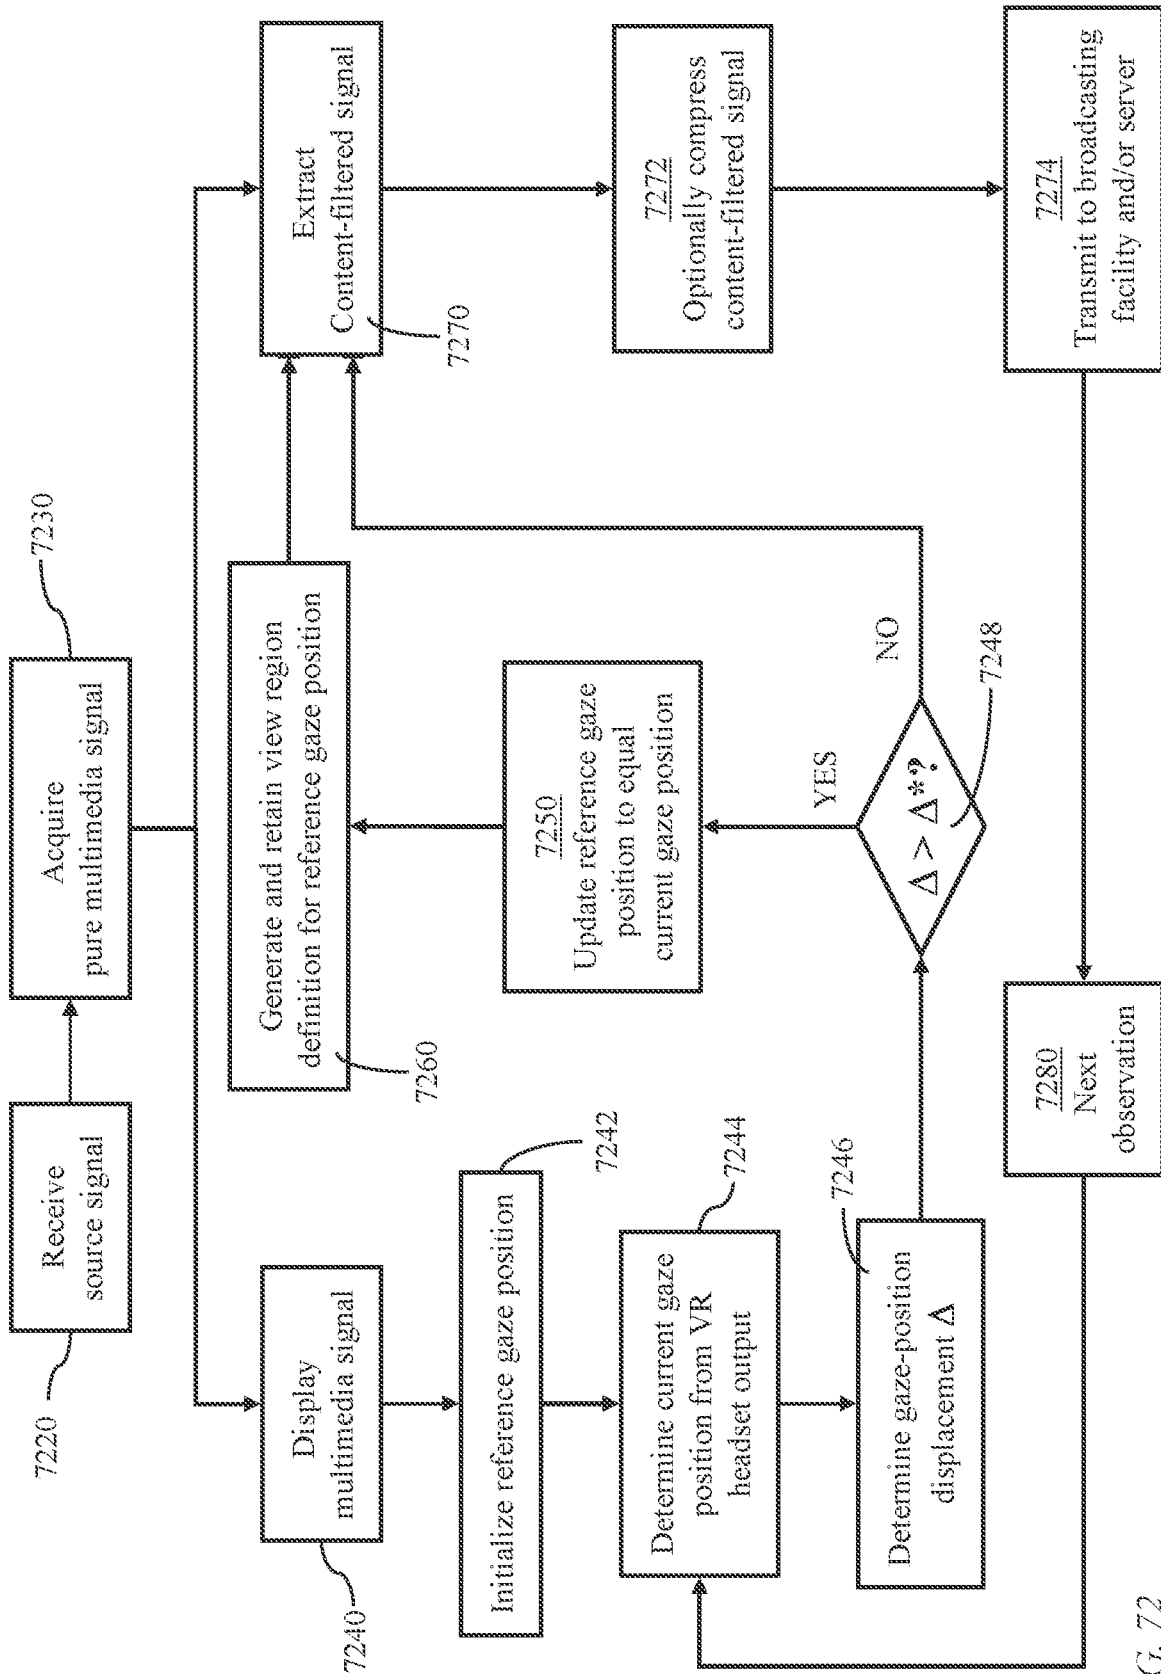 7220
Receive
source signal
Acquire
pure multimedia signal
7230
7240
Display
multimedia signal
Initialize reference gaze position
7242
Determine current gaze
position from VR
headset output
7244
Determine gaze-position
displacement Δ
7246
Δ > Δ*?
7248
YES
NO
7250
Update reference gaze
position to equal
current gaze position
Generate and retain view region
definition for reference gaze position
7260
Extract
Content-filtered signal
7270
7272
Optionally compress
content-filtered signal
7274
Transmit to broadcasting
facility and/or server
7280
Next
observation
G. 72